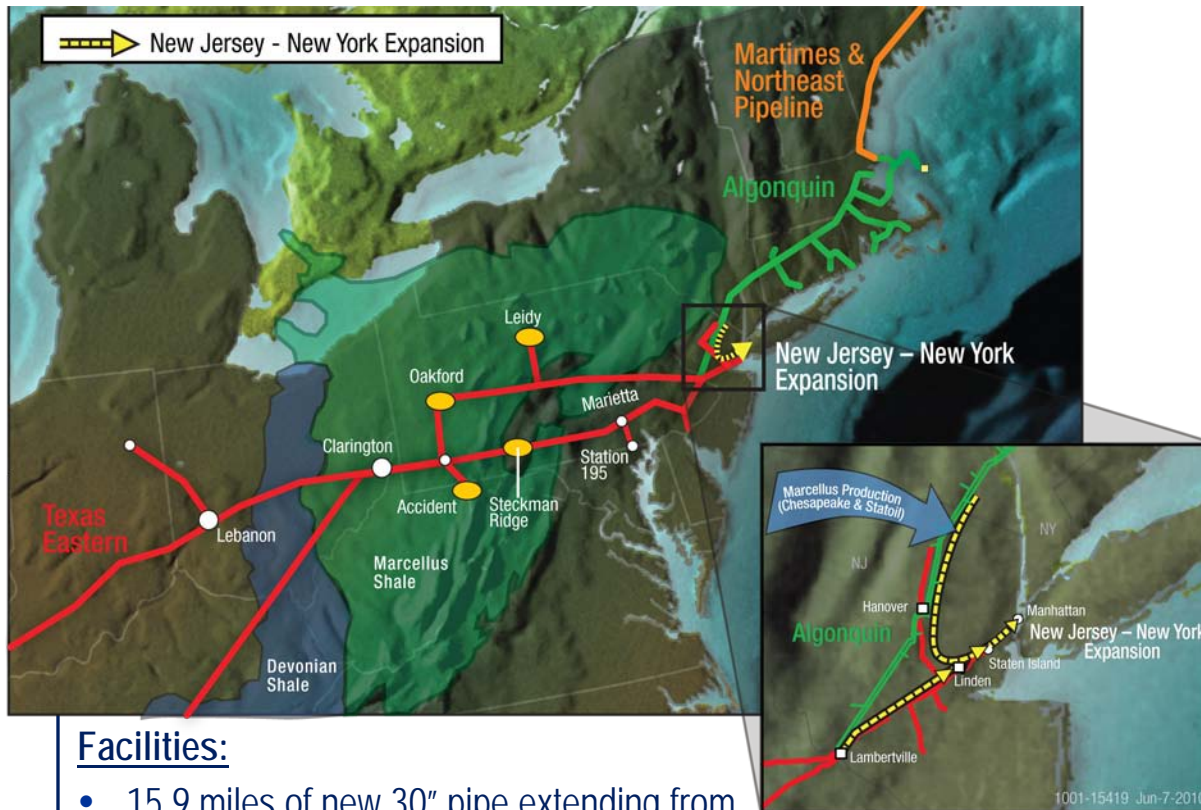 New Jersey - New York Expansion
Martimes &
Northeast
Pipeline
Algonquin
Leidy
New Jersey – New York
Expansion
Oakford
Marietta
Clarington
Station
195
Steckman
Ridge
Accident
Texas
Eastern
Lebanon
Marcellus
Shale
Devonian
Shale
Marcellus Production
(Chesapeake & Statoil)
NY
NJ
Hanover
Manhattan
Algonquin
New Jersey – New York
Expansion
Staten Island
Linden
Lambertville
Facilities:
• 15.9 miles of new 30" pipe extending from
1001-15419 Jun-7-201